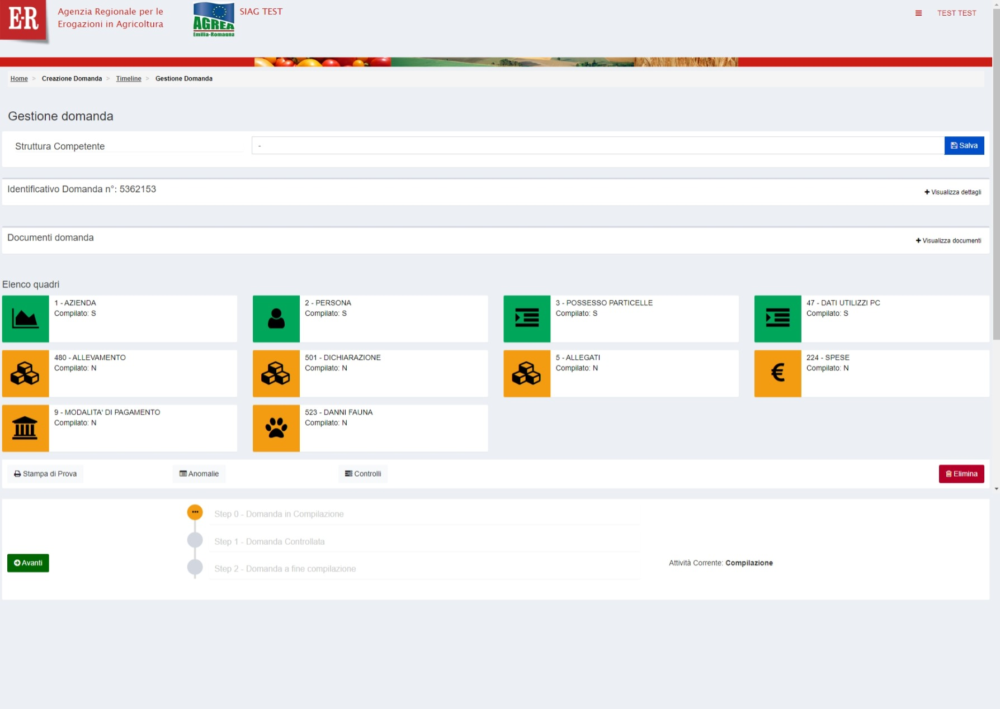 E-R
Agenzia Regionale per le
Erogazioni in Agricoltura
AGREA
Emilia-Romagna
SIAG TEST
TEST TEST
Home > Creazione Domanda > Timeline > Gestione Domanda
Gestione domanda
Struttura Competente
-
Salva
Identificativo Domanda n°: 5362153
Visualizza dettagli
Documenti domanda
Visualizza documenti
Elenco quadri
1 - AZIENDA
Compilato: S
2 - PERSONA
Compilato: S
3 - POSSESSO PARTICELLE
Compilato: S
47 - DATI UTILIZZI PC
Compilato: S
480 - ALLEVAMENTO
Compilato: N
501 - DICHIARAZIONE
Compilato: N
5 - ALLEGATI
Compilato: N
224 - SPESE
Compilato: N
9 - MODALITA' DI PAGAMENTO
Compilato: N
523 - DANNI FAUNA
Compilato: N
Stampa di Prova
Anomalie
Controlli
Elimina
Step 0 - Domanda in Compilazione
Step 1 - Domanda Controllata
Avanti
Step 2 - Domanda a fine compilazione
Attività Corrente: Compilazione